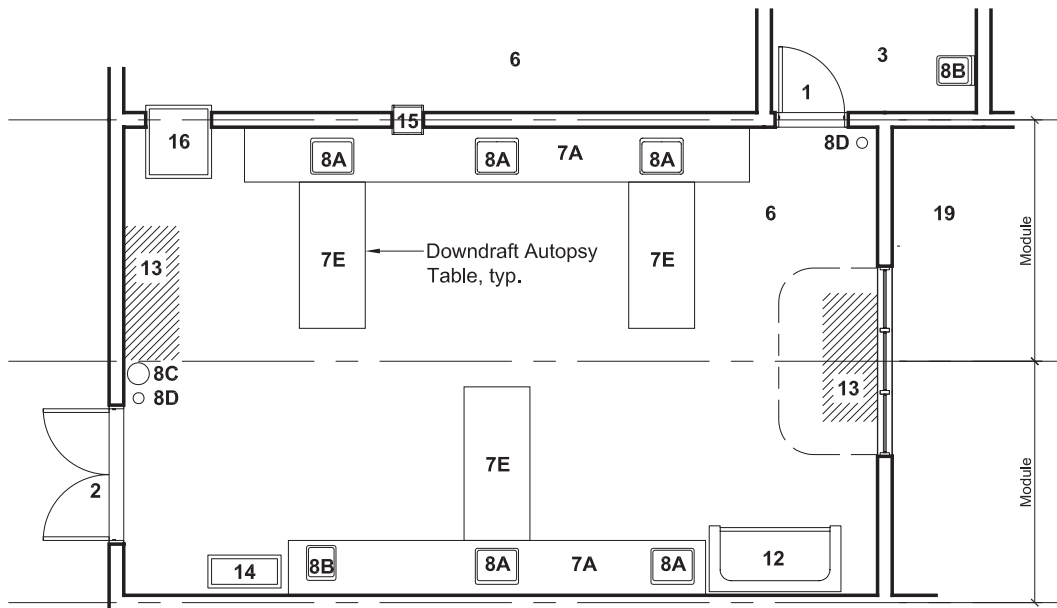 6
3
8B
1
16
15
8A
8A
7A
8A
8D
6
19
Module
13
7E
Downdraft Autopsy
Table, typ.
7E
8C
8D
13
2
7E
Module
14
8B
8A
7A
8A
12